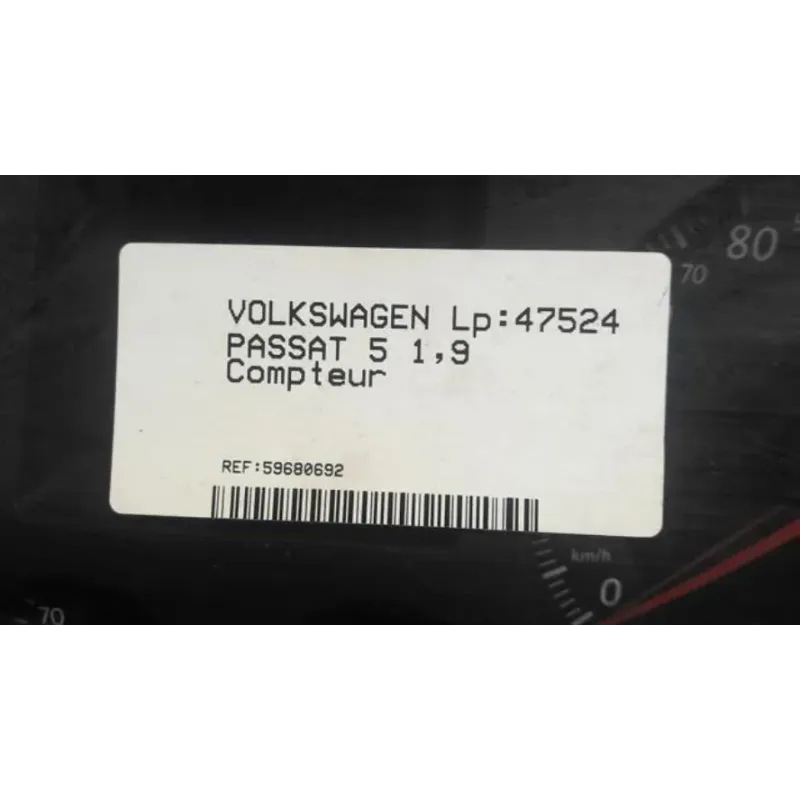 VOLKSWAGEN Lp:47524
PASSAT 5 1,9
Compteur
REF:59680692
80
70
km/h
0
70